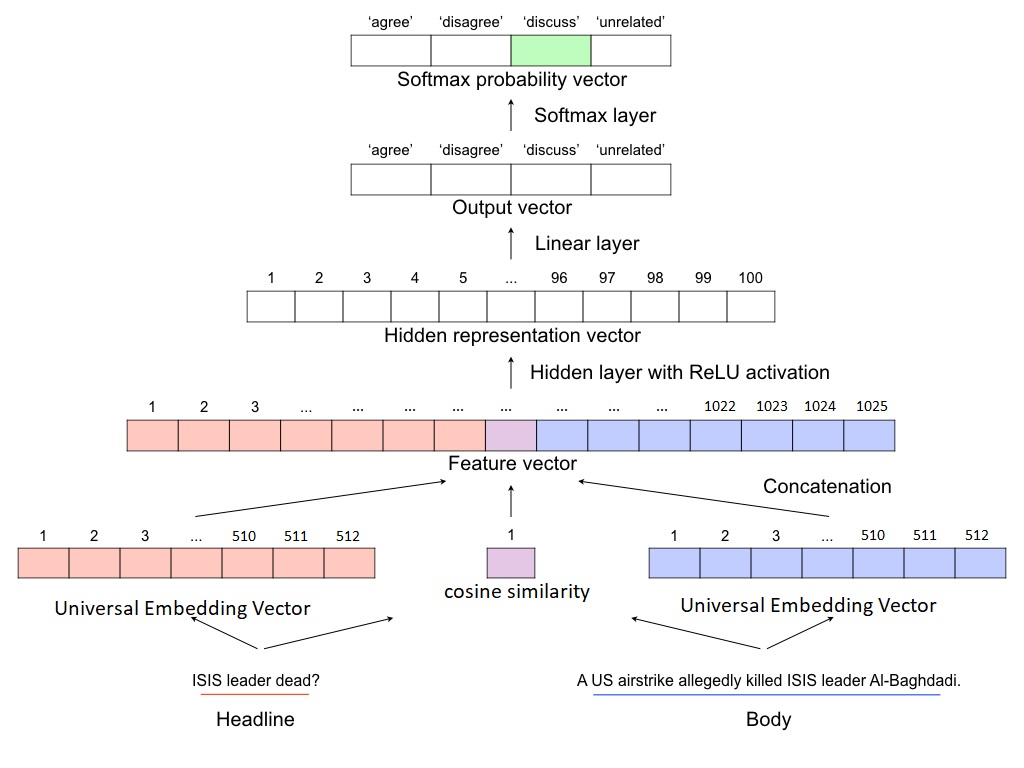 ‘agree’ ‘disagree’ ‘discuss’ ‘unrelated’
Softmax probability vector
Softmax layer
‘agree’ ‘disagree’ ‘discuss’ ‘unrelated’
Output vector
Linear layer
1 2 3 4 5 ... 96 97 98 99 100
Hidden representation vector
Hidden layer with ReLU activation
1 2 3 ... ... ... ... ... ... ... ... 1022 1023 1024 1025
Feature vector
Concatenation
1 2 3 ... 510 511 512 1 1 2 3 ... 510 511 512
cosine similarity
Universal Embedding Vector Universal Embedding Vector
ISIS leader dead? A US airstrike allegedly killed ISIS leader Al-Baghdadi.
Headline Body